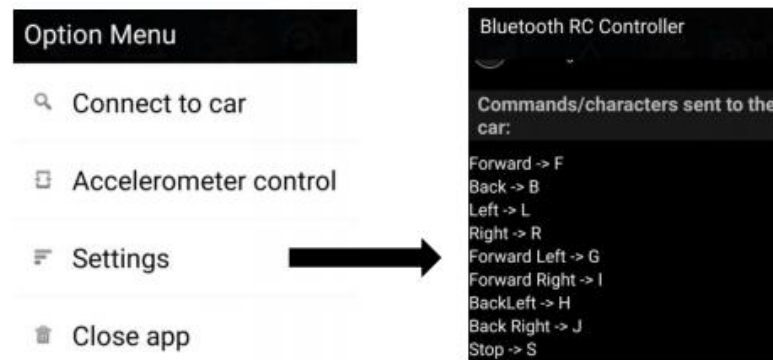 Option Menu
Connect to car
Accelerometer control
Settings
Close app
Bluetooth RC Controller
Commands/characters sent to the
car:
Forward -> F
Back -> B
Left -> L
Right -> R
Forward Left -> G
Forward Right -> I
BackLeft -> H
Back Right -> J
Stop -> S